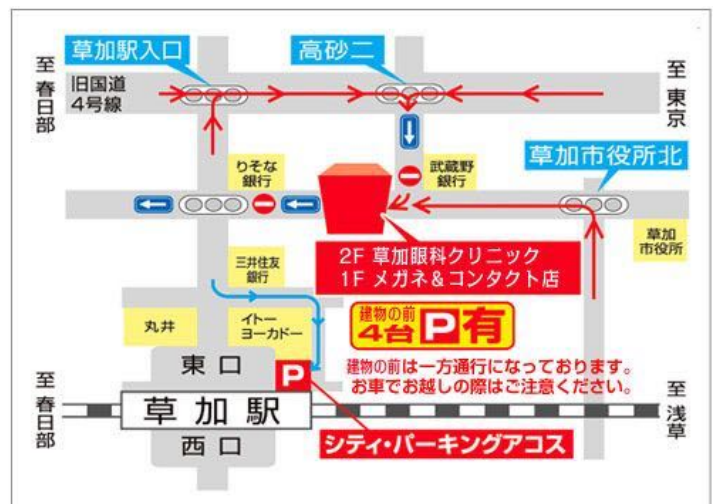 草加駅入口
高砂二
至春日部
旧国道
4号線
至東京
草加市役所北
りそな
銀行
武蔵野
銀行
草加
市役所
2F 草加眼科クリニック
1F メガネ&コンタクト店
三井住友
銀行
丸井
イトー
ヨーカドー
建物の前
4台 P 有
東口
建物の前は一方通行になっております。
お車でお越しの際はご注意ください。
P
至春日部
草加駅
至浅草
西口
シティ・パーキングアコス